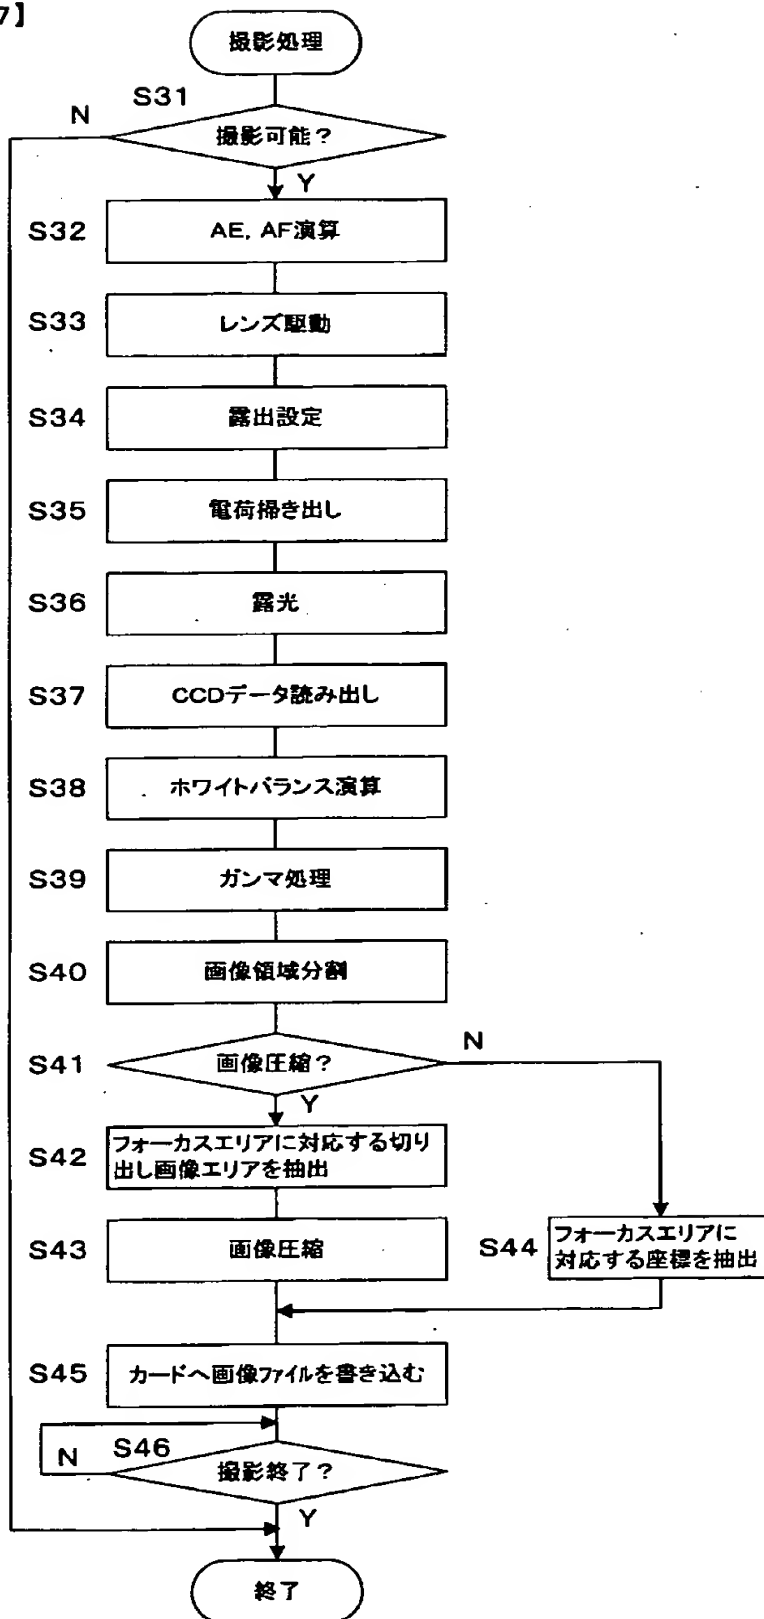 7】
撮影処理
S31
N
撮影可能?
Y
S32
AE, AF演算
S33
レンズ駆動
S34
露出設定
S35
電荷掃き出し
S36
露光
S37
CCDデータ読み出し
S38
ホワイトバランス演算
S39
ガンマ処理
S40
画像領域分割
S41
画像圧縮?
N
Y
S42
フォーカスエリアに対応する切り
出し画像エリアを抽出
S43
画像圧縮
S44
フォーカスエリアに
対応する座標を抽出
S45
カードへ画像ファイルを書き込む
S46
N
撮影終了?
Y
終了